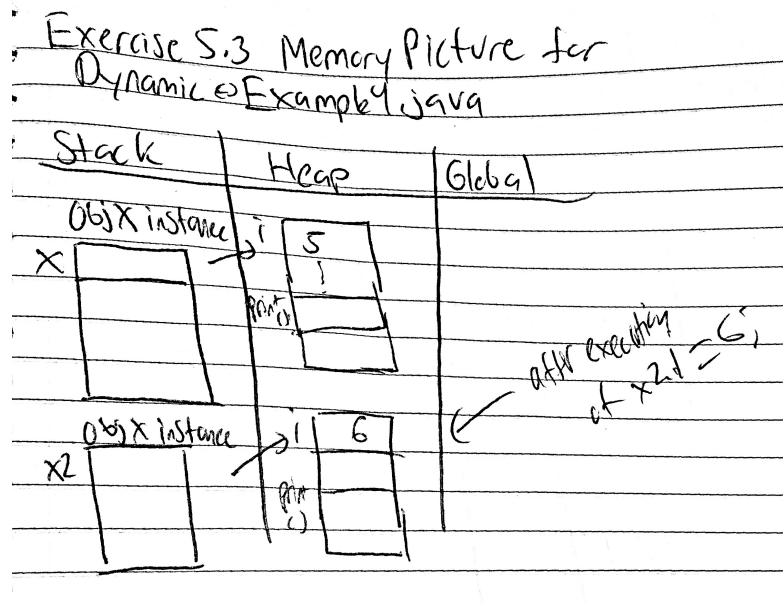 Exercise 5.3 Memory Picture for
Dynamic Example4.java
Stack Heap Global
ObjX instance i 5
X
print
()
after executing
of x2.i = 6;
ObjX instance i 6
X2
print
()